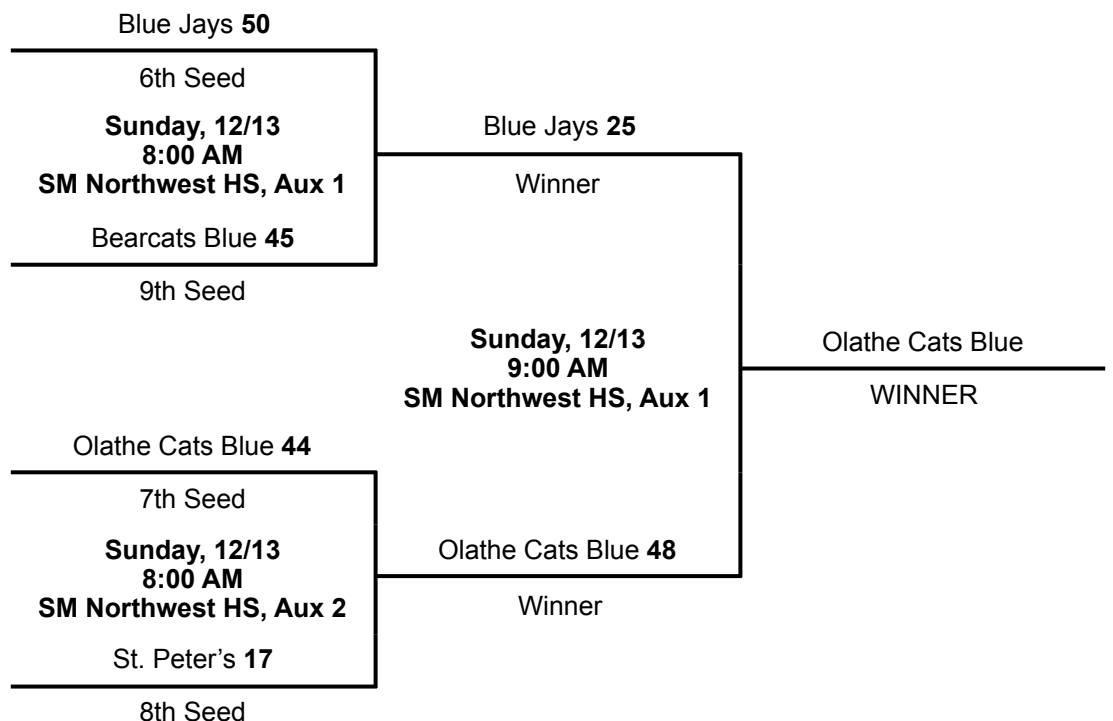 Blue Jays 50
6th Seed
Sunday, 12/13
8:00 AM
SM Northwest HS, Aux 1
Bearcats Blue 45
9th Seed
Blue Jays 25
Winner
Sunday, 12/13
9:00 AM
SM Northwest HS, Aux 1
Olathe Cats Blue
WINNER
Olathe Cats Blue 44
7th Seed
Sunday, 12/13
8:00 AM
SM Northwest HS, Aux 2
St. Peter’s 17
8th Seed
Olathe Cats Blue 48
Winner